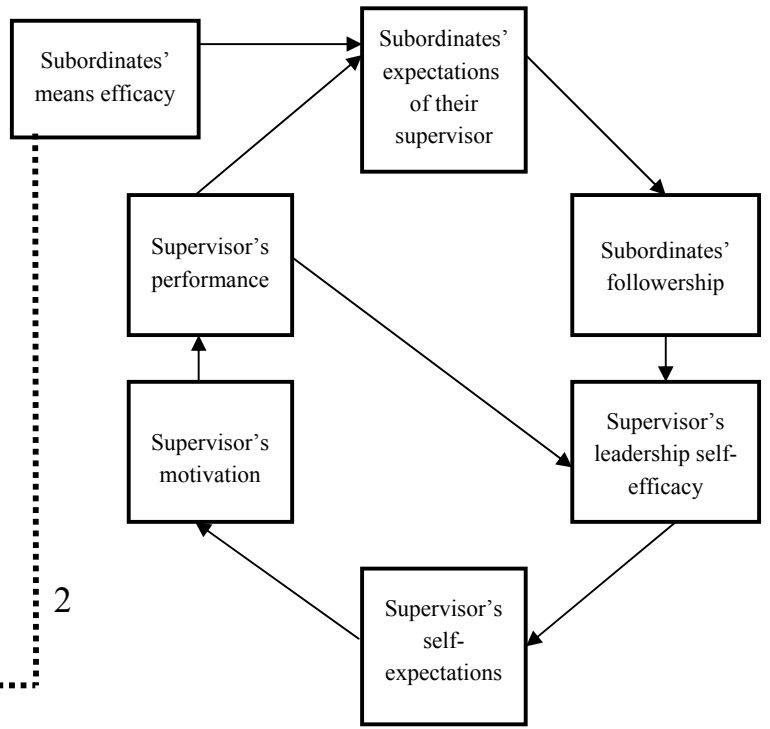 Subordinates’
means efficacy
Subordinates’
expectations
of their
supervisor
Supervisor’s
performance
Subordinates’
followership
Supervisor’s
motivation
Supervisor’s
leadership self-
efficacy
2
Supervisor’s
self-
expectations